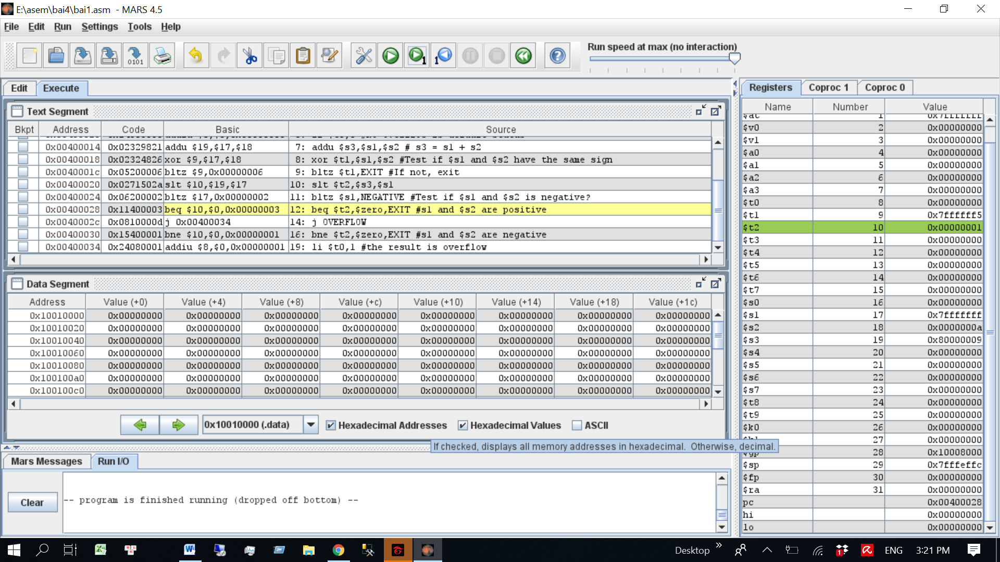 E:\asem\bai4\bai1.asm - MARS 4.5
File Edit Run Settings Tools Help
Run speed at max (no interaction)
0101
1
1
Edit Execute
Registers Coproc 1 Coproc 0
Text Segment
Bkpt Address Code Basic Source
0x00400014 0x02329821 addu $19,$17,$18 7: addu $s3,$s1,$s2 # s3 = s1 + s2
0x00400018 0x02324826 xor $9,$17,$18 8: xor $t1,$s1,$s2 #Test if $s1 and $s2 have the same sign
0x0040001c 0x05200006 bltz $9,0x00000006 9: bltz $t1,EXIT #If not, exit
0x00400020 0x0271502a slt $10,$19,$17 10: slt $t2,$s3,$s1
0x00400024 0x06200002 bltz $17,0x00000002 11: bltz $s1,NEGATIVE #Test if $s1 and $s2 is negative?
0x00400028 0x11400003 beq $10,$0,0x00000003 12: beq $t2,$zero,EXIT #s1 and $s2 are positive
0x0040002c 0x0810000d j 0x00400034 14: j OVERFLOW
0x00400030 0x15400001 bne $10,$0,0x00000001 16: bne $t2,$zero,EXIT #s1 and $s2 are negative
0x00400034 0x24080001 addiu $8,$0,0x00000001 19: li $t0,1 #the result is overflow
Data Segment
Address Value (+0) Value (+4) Value (+8) Value (+c) Value (+10) Value (+14) Value (+18) Value (+1c)
0x10010000 0x00000000 0x00000000 0x00000000 0x00000000 0x00000000 0x00000000 0x00000000 0x00000000
0x10010020 0x00000000 0x00000000 0x00000000 0x00000000 0x00000000 0x00000000 0x00000000 0x00000000
0x10010040 0x00000000 0x00000000 0x00000000 0x00000000 0x00000000 0x00000000 0x00000000 0x00000000
0x10010060 0x00000000 0x00000000 0x00000000 0x00000000 0x00000000 0x00000000 0x00000000 0x00000000
0x10010080 0x00000000 0x00000000 0x00000000 0x00000000 0x00000000 0x00000000 0x00000000 0x00000000
0x100100a0 0x00000000 0x00000000 0x00000000 0x00000000 0x00000000 0x00000000 0x00000000 0x00000000
0x100100c0 0x00000000 0x00000000 0x00000000 0x00000000 0x00000000 0x00000000 0x00000000 0x00000000
0x10010000 (.data) Hexadecimal Addresses Hexadecimal Values ASCII
If checked, displays all memory addresses in hexadecimal. Otherwise, decimal.
Mars Messages Run I/O
Clear
-- program is finished running (dropped off bottom) --
Name Number Value
$at 1 0x7fffffff
$v0 2 0x00000000
$v1 3 0x00000000
$a0 4 0x00000000
$a1 5 0x00000000
$a2 6 0x00000000
$a3 7 0x00000000
$t0 8 0x00000000
$t1 9 0x7ffffff5
$t2 10 0x00000001
$t3 11 0x00000000
$t4 12 0x00000000
$t5 13 0x00000000
$t6 14 0x00000000
$t7 15 0x00000000
$s0 16 0x00000000
$s1 17 0x7fffffff
$s2 18 0x0000000a
$s3 19 0x80000009
$s4 20 0x00000000
$s5 21 0x00000000
$s6 22 0x00000000
$s7 23 0x00000000
$t8 24 0x00000000
$t9 25 0x00000000
$k0 26 0x00000000
27 0x00000000
$gp 28 0x10008000
$sp 29 0x7fffeffc
$fp 30 0x00000000
$ra 31 0x00000000
pc 0x00400028
hi 0x00000000
lo 0x00000000
Desktop ENG 3:21 PM